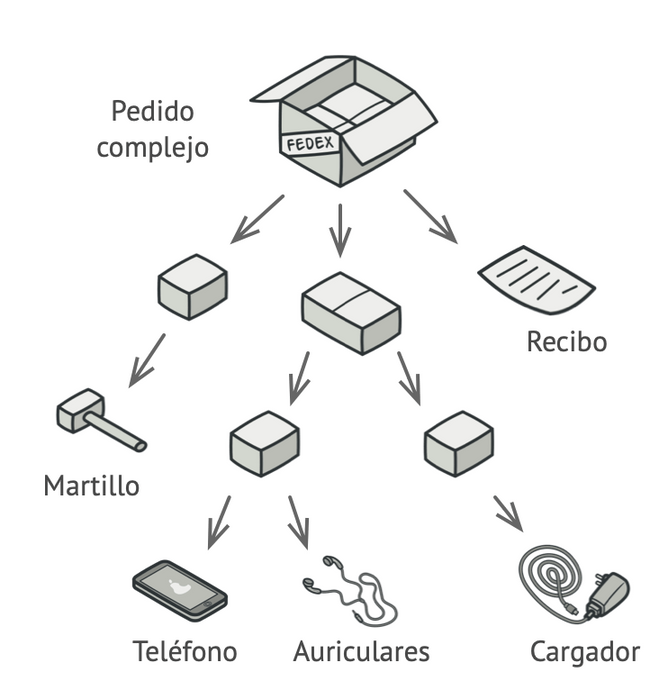 Pedido
complejo
FEDEX
Recibo
Martillo
Teléfono
Auriculares
Cargador